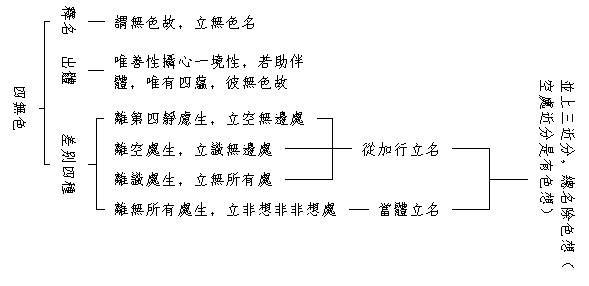 四無色
釋名
謂無色故，立無色名
出體
唯善性攝心一境性，若助伴
體，唯有四蘊，彼無色故
差別四種
離第四靜慮生，立空無邊處
離空處生，立識無邊處
離識處生，立無所有處
從加行立名
離無所有處生，立非想非非想處
當體立名
並上三近分，總名除色想（
空處近分是有色想）